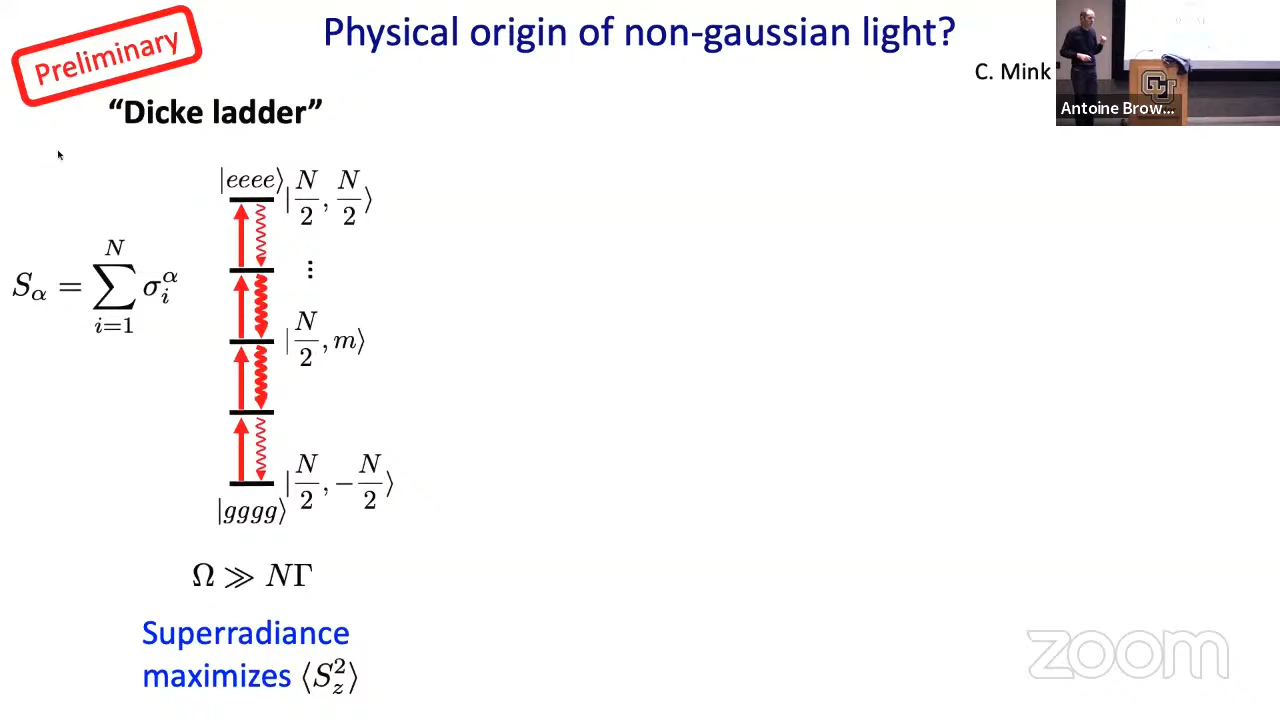 Preliminary
Physical origin of non-gaussian light?
C. Mink
Antoine Brow...
"Dicke ladder"
|eeee⟩
|N/2, N/2⟩
⋮
S_α = ∑_{i=1}^{N} σ_i^α
|N/2, m⟩
|N/2, −N/2⟩
|gggg⟩
Ω ≫ NΓ
Superradiance
maximizes ⟨S_z^2⟩
zoom